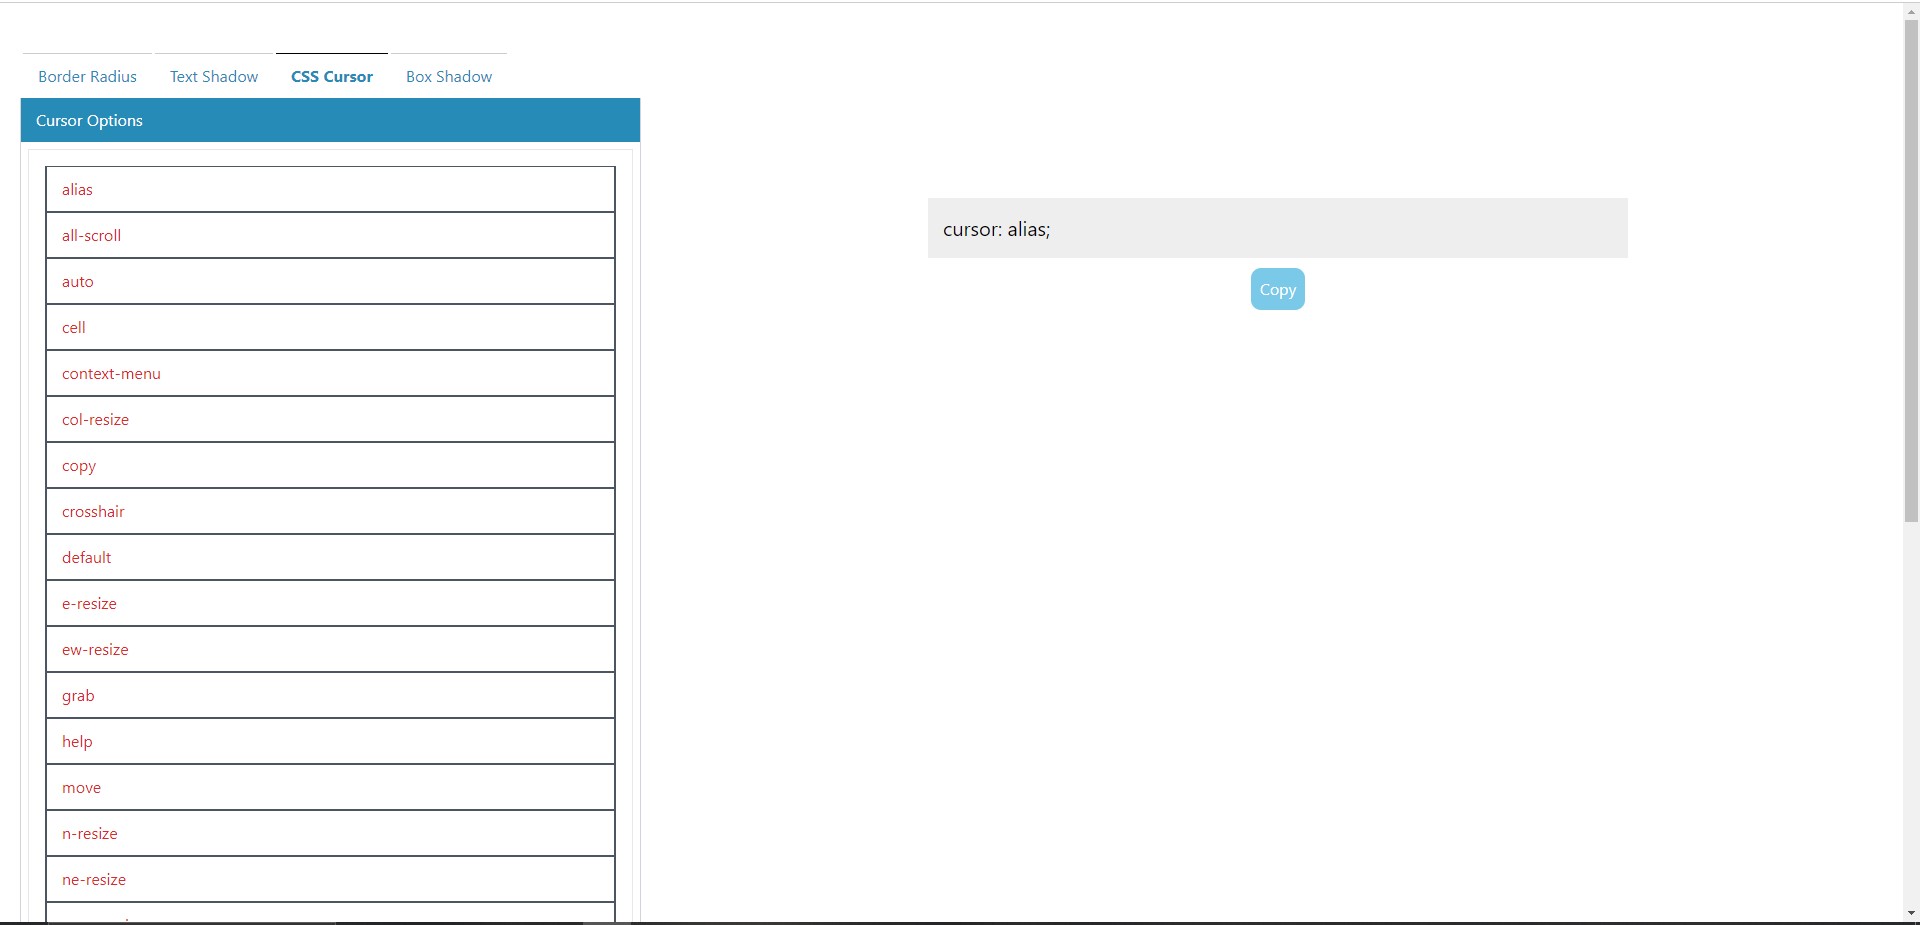 Border Radius Text Shadow CSS Cursor Box Shadow
Cursor Options
alias
all-scroll
auto
cell
context-menu
col-resize
copy
crosshair
default
e-resize
ew-resize
grab
help
move
n-resize
ne-resize
cursor: alias;
Copy